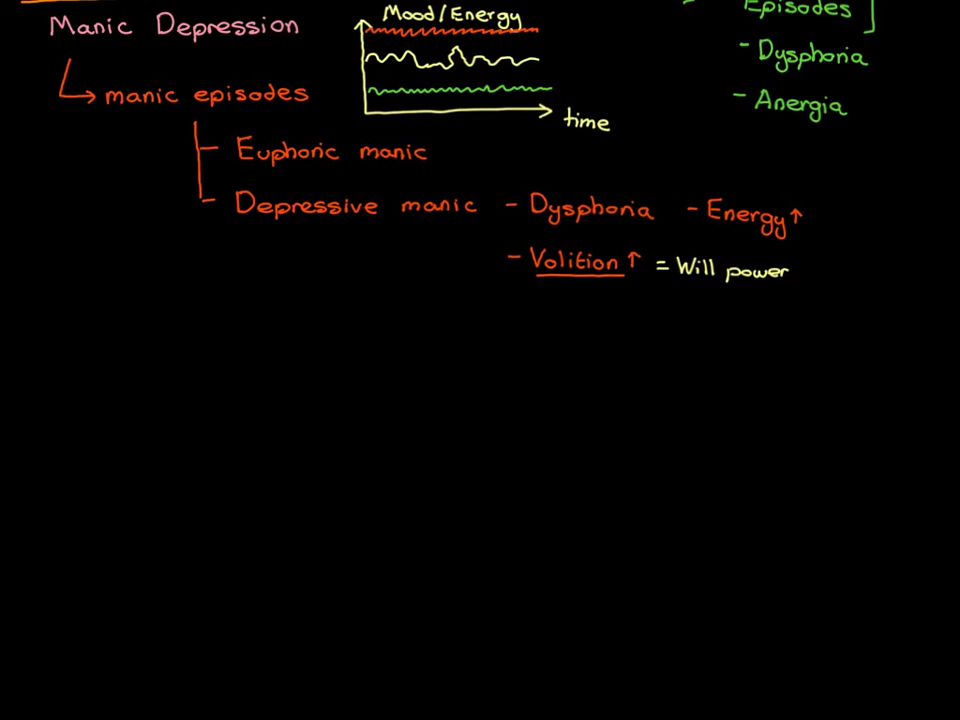 Manic Depression
Mood/Energy
Episodes
- Dysphoria
- Anergia
manic episodes
time
- Euphoric manic
- Depressive manic - Dysphoria - Energy↑
- Volition ↑ = Will power